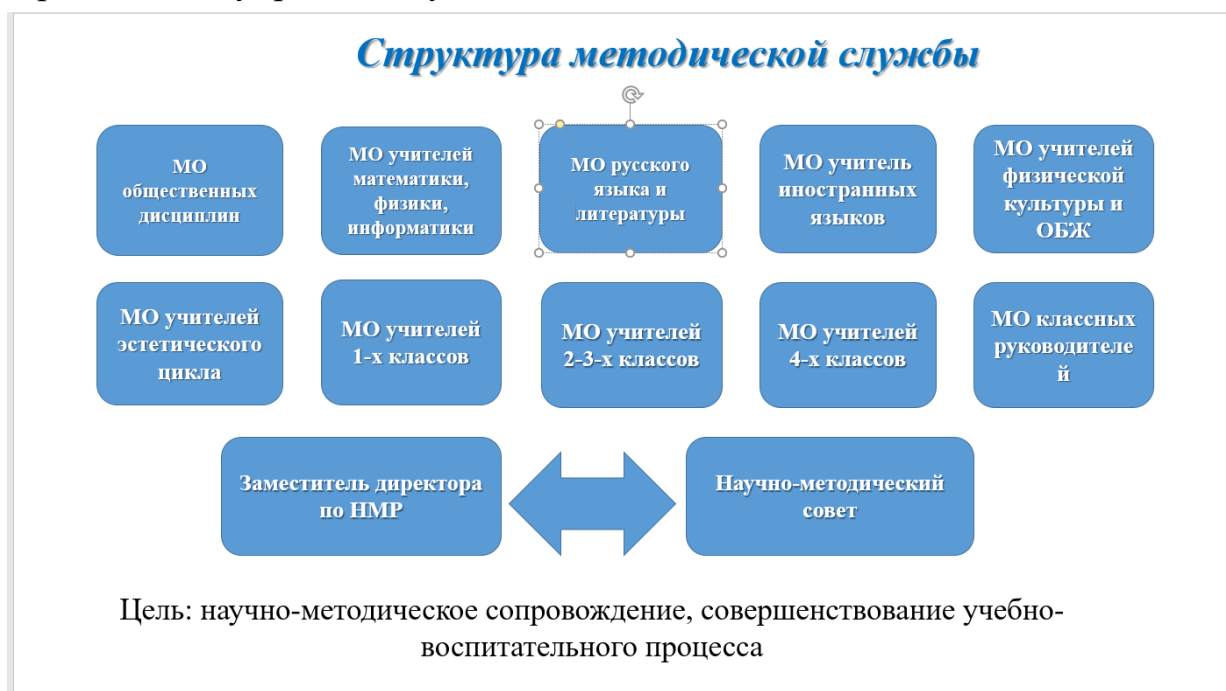 Структура методической службы
МО
общественных
дисциплин
МО учителей
математики,
физики,
информатики
МО русского
языка и
литературы
МО учитель
иностранных
языков
МО учителей
физической
культуры и
ОБЖ
МО учителей
эстетического
цикла
МО учителей
1-х классов
МО учителей
2-3-х классов
МО учителей
4-х классов
МО классных
руководителе
й
Заместитель директора
по НМР
Научно-методический
совет
Цель: научно-методическое сопровождение, совершенствование учебно-
воспитательного процесса